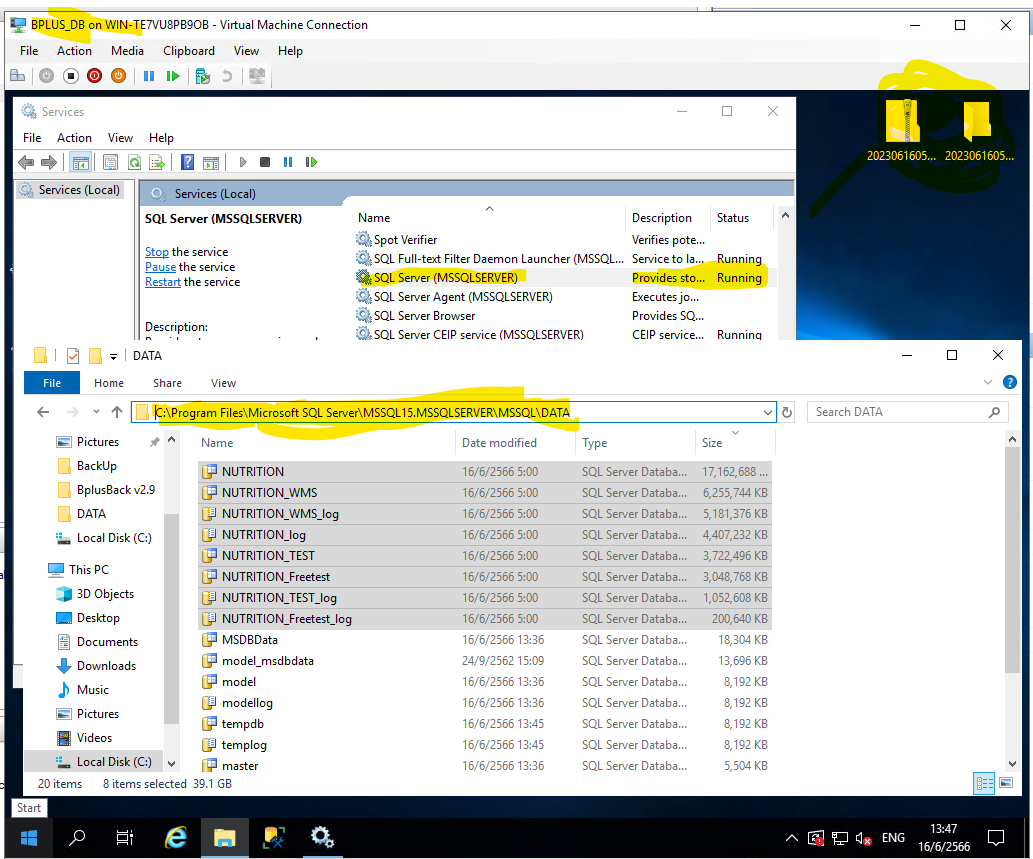 BPLUS_DB on WIN-TE7VU8PB9OB - Virtual Machine Connection
File Action Media Clipboard View Help
2023061605... 2023061605...
Services
File Action View Help
Services (Local)
Services (Local)
SQL Server (MSSQLSERVER)
Stop the service
Pause the service
Restart the service
Description:
Name Description Status
Spot Verifier Verifies pote...
SQL Full-text Filter Daemon Launcher (MSSQL... Service to la... Running
SQL Server (MSSQLSERVER) Provides sto... Running
SQL Server Agent (MSSQLSERVER) Executes jo...
SQL Server Browser Provides SQ...
SQL Server CEIP service (MSSQLSERVER) CEIP service... Running
DATA
File Home Share View
C:\Program Files\Microsoft SQL Server\MSSQL15.MSSQLSERVER\MSSQL\DATA
Search DATA
Pictures
BackUp
BplusBack v2.9
DATA
Local Disk (C:)
This PC
3D Objects
Desktop
Documents
Downloads
Music
Pictures
Videos
Local Disk (C:)
Name Date modified Type Size
NUTRITION 16/6/2566 5:00 SQL Server Databa... 17,162,688 ...
NUTRITION_WMS 16/6/2566 5:00 SQL Server Databa... 6,255,744 KB
NUTRITION_WMS_log 16/6/2566 5:00 SQL Server Databa... 5,181,376 KB
NUTRITION_log 16/6/2566 5:00 SQL Server Databa... 4,407,232 KB
NUTRITION_TEST 16/6/2566 5:00 SQL Server Databa... 3,722,496 KB
NUTRITION_Freetest 16/6/2566 5:00 SQL Server Databa... 3,048,768 KB
NUTRITION_TEST_log 16/6/2566 5:00 SQL Server Databa... 1,052,608 KB
NUTRITION_Freetest_log 16/6/2566 5:00 SQL Server Databa... 200,640 KB
MSDBData 16/6/2566 13:36 SQL Server Databa... 18,304 KB
model_msdbdata 24/9/2562 15:09 SQL Server Databa... 13,696 KB
model 16/6/2566 13:36 SQL Server Databa... 8,192 KB
modellog 16/6/2566 13:36 SQL Server Databa... 8,192 KB
tempdb 16/6/2566 13:45 SQL Server Databa... 8,192 KB
templog 16/6/2566 13:45 SQL Server Databa... 8,192 KB
master 16/6/2566 13:36 SQL Server Databa... 5,504 KB
20 items 8 items selected 39.1 GB
Start
ENG
13:47
16/6/2566